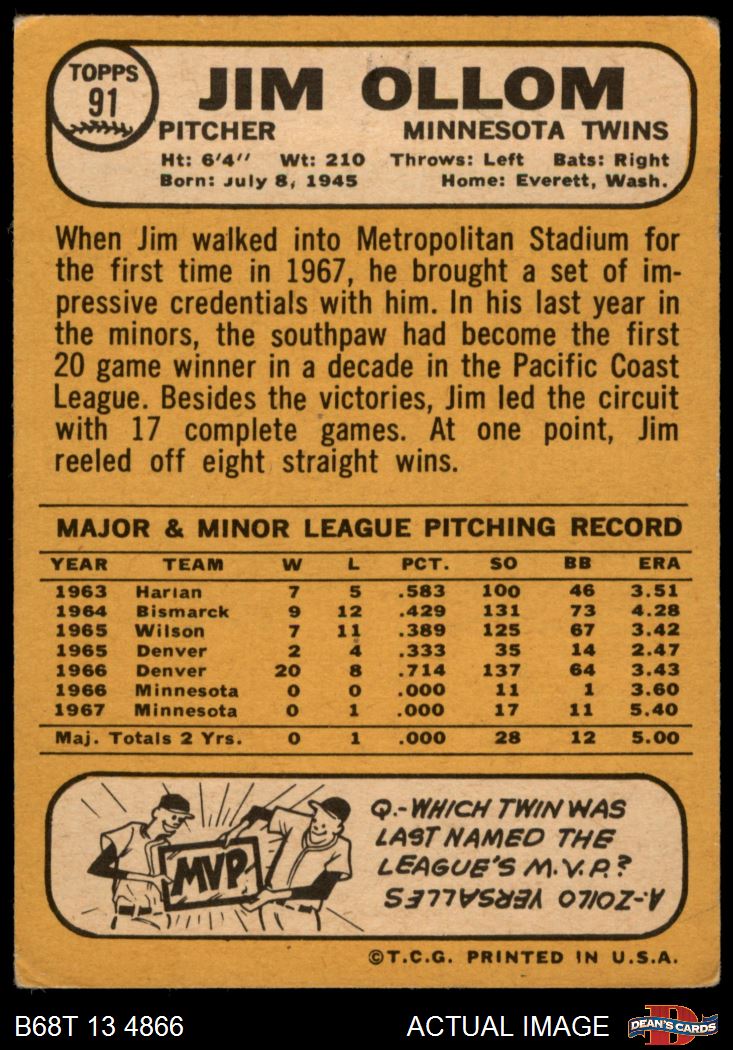 TOPPS
91
JIM OLLOM
PITCHER MINNESOTA TWINS
Ht: 6'4'' Wt: 210 Throws: Left Bats: Right
Born: July 8, 1945 Home: Everett, Wash.
When Jim walked into Metropolitan Stadium for
the first time in 1967, he brought a set of im-
pressive credentials with him. In his last year in
the minors, the southpaw had become the first
20 game winner in a decade in the Pacific Coast
League. Besides the victories, Jim led the circuit
with 17 complete games. At one point, Jim
reeled off eight straight wins.
MAJOR & MINOR LEAGUE PITCHING RECORD
YEAR TEAM W L PCT. SO BB ERA
1963 Harlan 7 5 .583 100 46 3.51
1964 Bismarck 9 12 .429 131 73 4.28
1965 Wilson 7 11 .389 125 67 3.42
1965 Denver 2 4 .333 35 14 2.47
1966 Denver 20 8 .714 137 64 3.43
1966 Minnesota 0 0 .000 11 1 3.60
1967 Minnesota 0 1 .000 17 11 5.40
Maj. Totals 2 Yrs. 0 1 .000 28 12 5.00
MVP
Q.-WHICH TWIN WAS
LAST NAMED THE
LEAGUE'S M.V.P.?
A-ZOILO VERSALLES
©T.C.G. PRINTED IN U.S.A.
B68T 13 4866 ACTUAL IMAGE DEAN'S CARDS